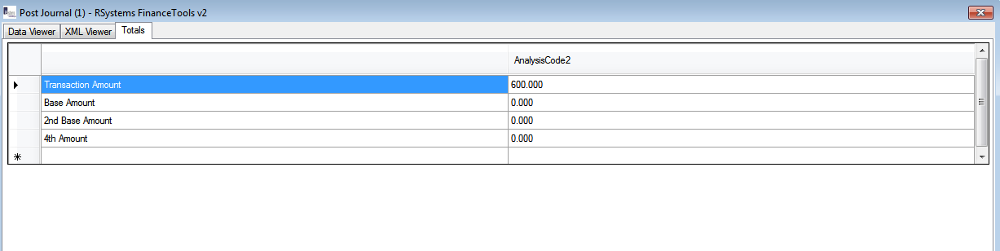 Post Journal (1) - RSystems FinanceTools v2
Data Viewer XML Viewer Totals
AnalysisCode2
Transaction Amount 600.000
Base Amount 0.000
2nd Base Amount 0.000
4th Amount 0.000